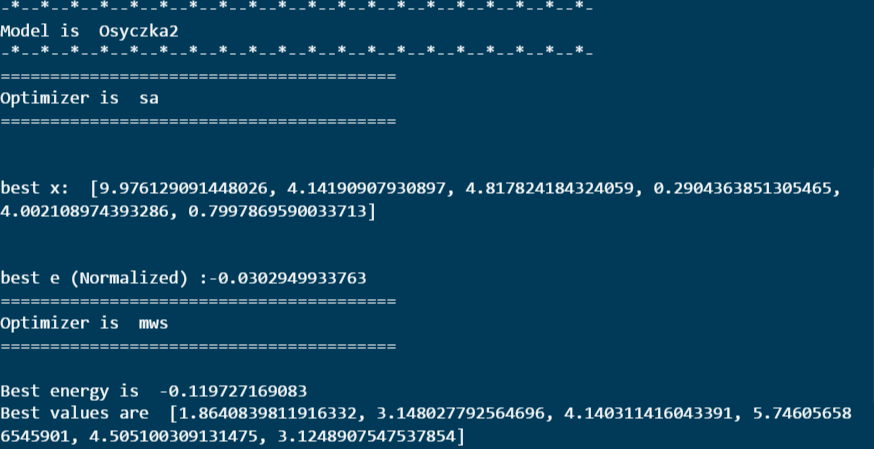 -*--*--*--*--*--*--*--*--*--*--*--*--*--*--*--*--*--*--*--*-
Model is  Osyczka2
-*--*--*--*--*--*--*--*--*--*--*--*--*--*--*--*--*--*--*--*-
========================================
Optimizer is  sa
========================================
best x:  [9.976129091448026, 4.14190907930897, 4.817824184324059, 0.2904363851305465,
4.002108974393286, 0.7997869590033713]
best e (Normalized) :-0.0302949933763
========================================
Optimizer is  mws
========================================
Best energy is  -0.119727169083
Best values are  [1.8640839811916332, 3.148027792564696, 4.140311416043391, 5.74605658
6545901, 4.505100309131475, 3.1248907547537854]